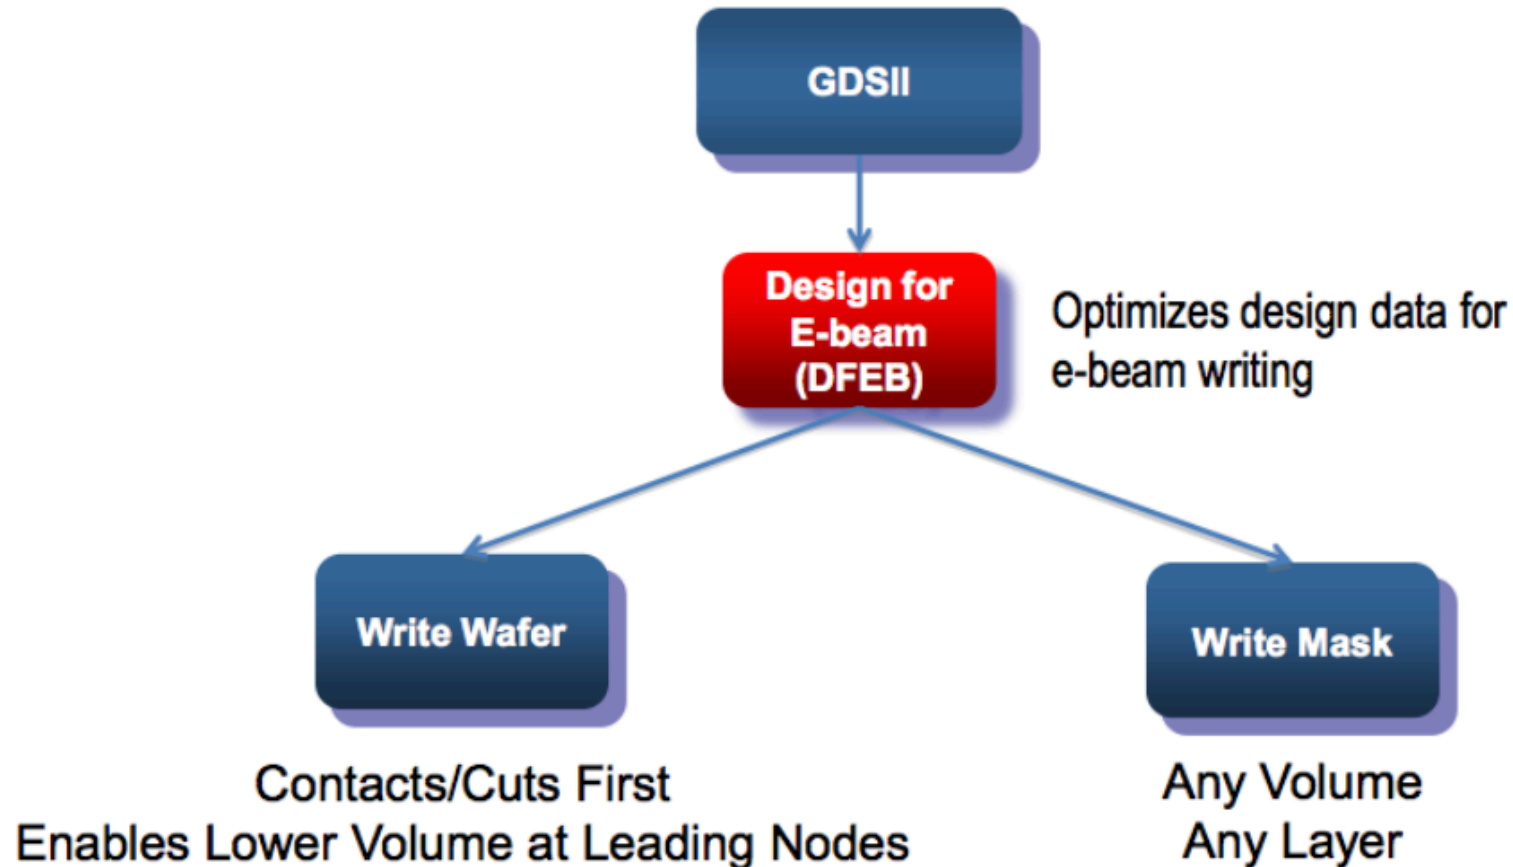 GDSII
Design for
E-beam
(DFEB)
Optimizes design data for
e-beam writing
Write Wafer
Write Mask
Contacts/Cuts First
Enables Lower Volume at Leading Nodes
Any Volume
Any Layer